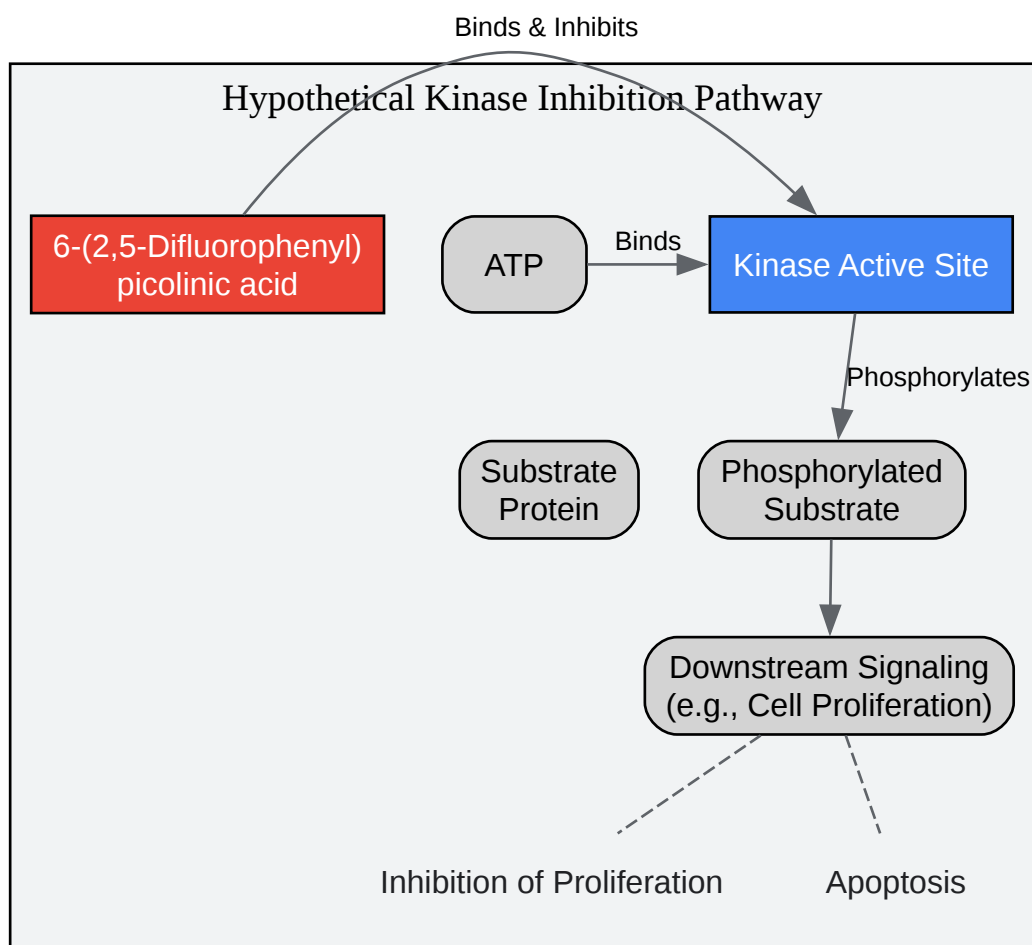 Binds & Inhibits
Hypothetical Kinase Inhibition Pathway
6-(2,5-Difluorophenyl)
picolinic acid
ATP
Binds
Kinase Active Site
Phosphorylates
Substrate
Protein
Phosphorylated
Substrate
Downstream Signaling
(e.g., Cell Proliferation)
Inhibition of Proliferation
Apoptosis